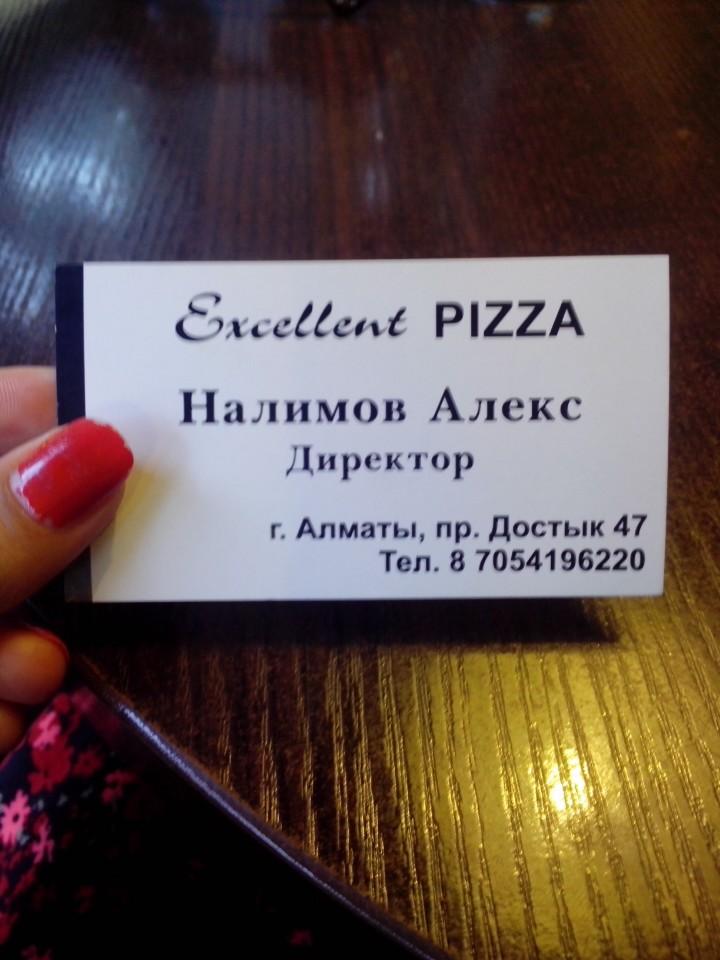 Excellent PIZZA
Налимов Алекс
Директор
г. Алматы, пр. Достык 47
Тел. 8 7054196220